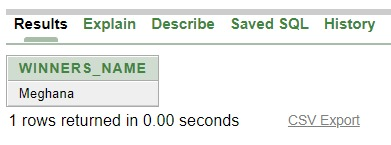 Results Explain Describe Saved SQL History
WINNERS_NAME
Meghana
1 rows returned in 0.00 seconds CSV Export